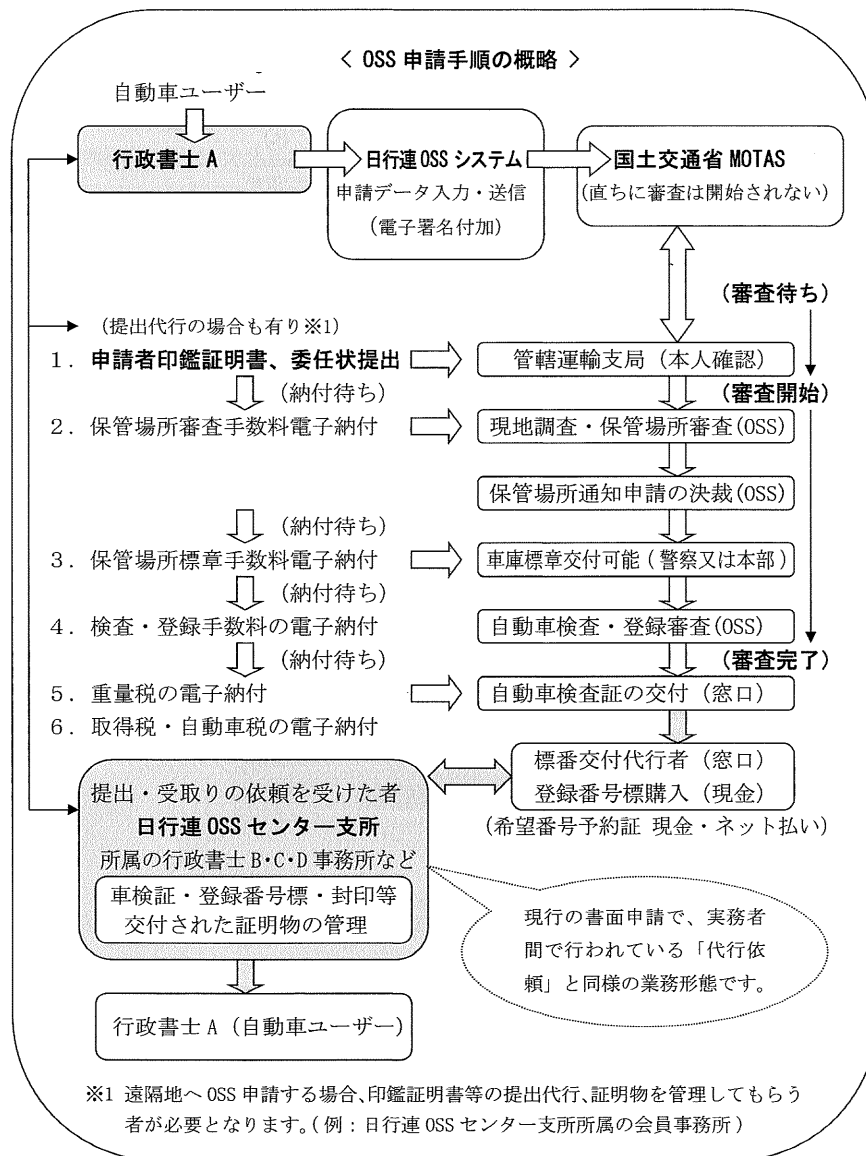 < OSS 申請手順の概略 >
自動車ユーザー
行政書士 A
日行連 OSS システム
申請データ入力・送信
(電子署名付加)
国土交通省 MOTAS
(直ちに審査は開始されない)
(審査待ち)
(提出代行の場合も有り※1)
1. 申請者印鑑証明書、委任状提出
管轄運輸支局 (本人確認)
(納付待ち)
(審査開始)
2. 保管場所審査手数料電子納付
現地調査・保管場所審査(OSS)
保管場所通知申請の決裁(OSS)
(納付待ち)
3. 保管場所標章手数料電子納付
車庫標章交付可能 ( 警察又は本部 )
(納付待ち)
4. 検査・登録手数料の電子納付
自動車検査・登録審査(OSS)
(納付待ち)
(審査完了)
5. 重量税の電子納付
自動車検査証の交付 (窓口)
6. 取得税・自動車税の電子納付
標番交付代行者 (窓口)
登録番号標購入 (現金)
(希望番号予約証 現金・ネット払い)
提出・受取りの依頼を受けた者
日行連 OSS センター支所
所属の行政書士 B・C・D 事務所など
車検証・登録番号標・封印等
交付された証明物の管理
現行の書面申請で、実務者
間で行われている「代行依
頼」と同様の業務形態です。
行政書士 A (自動車ユーザー)
※1 遠隔地へ OSS 申請する場合、印鑑証明書等の提出代行、証明物を管理してもらう
者が必要となります。( 例 : 日行連 OSS センター支所所属の会員事務所 )